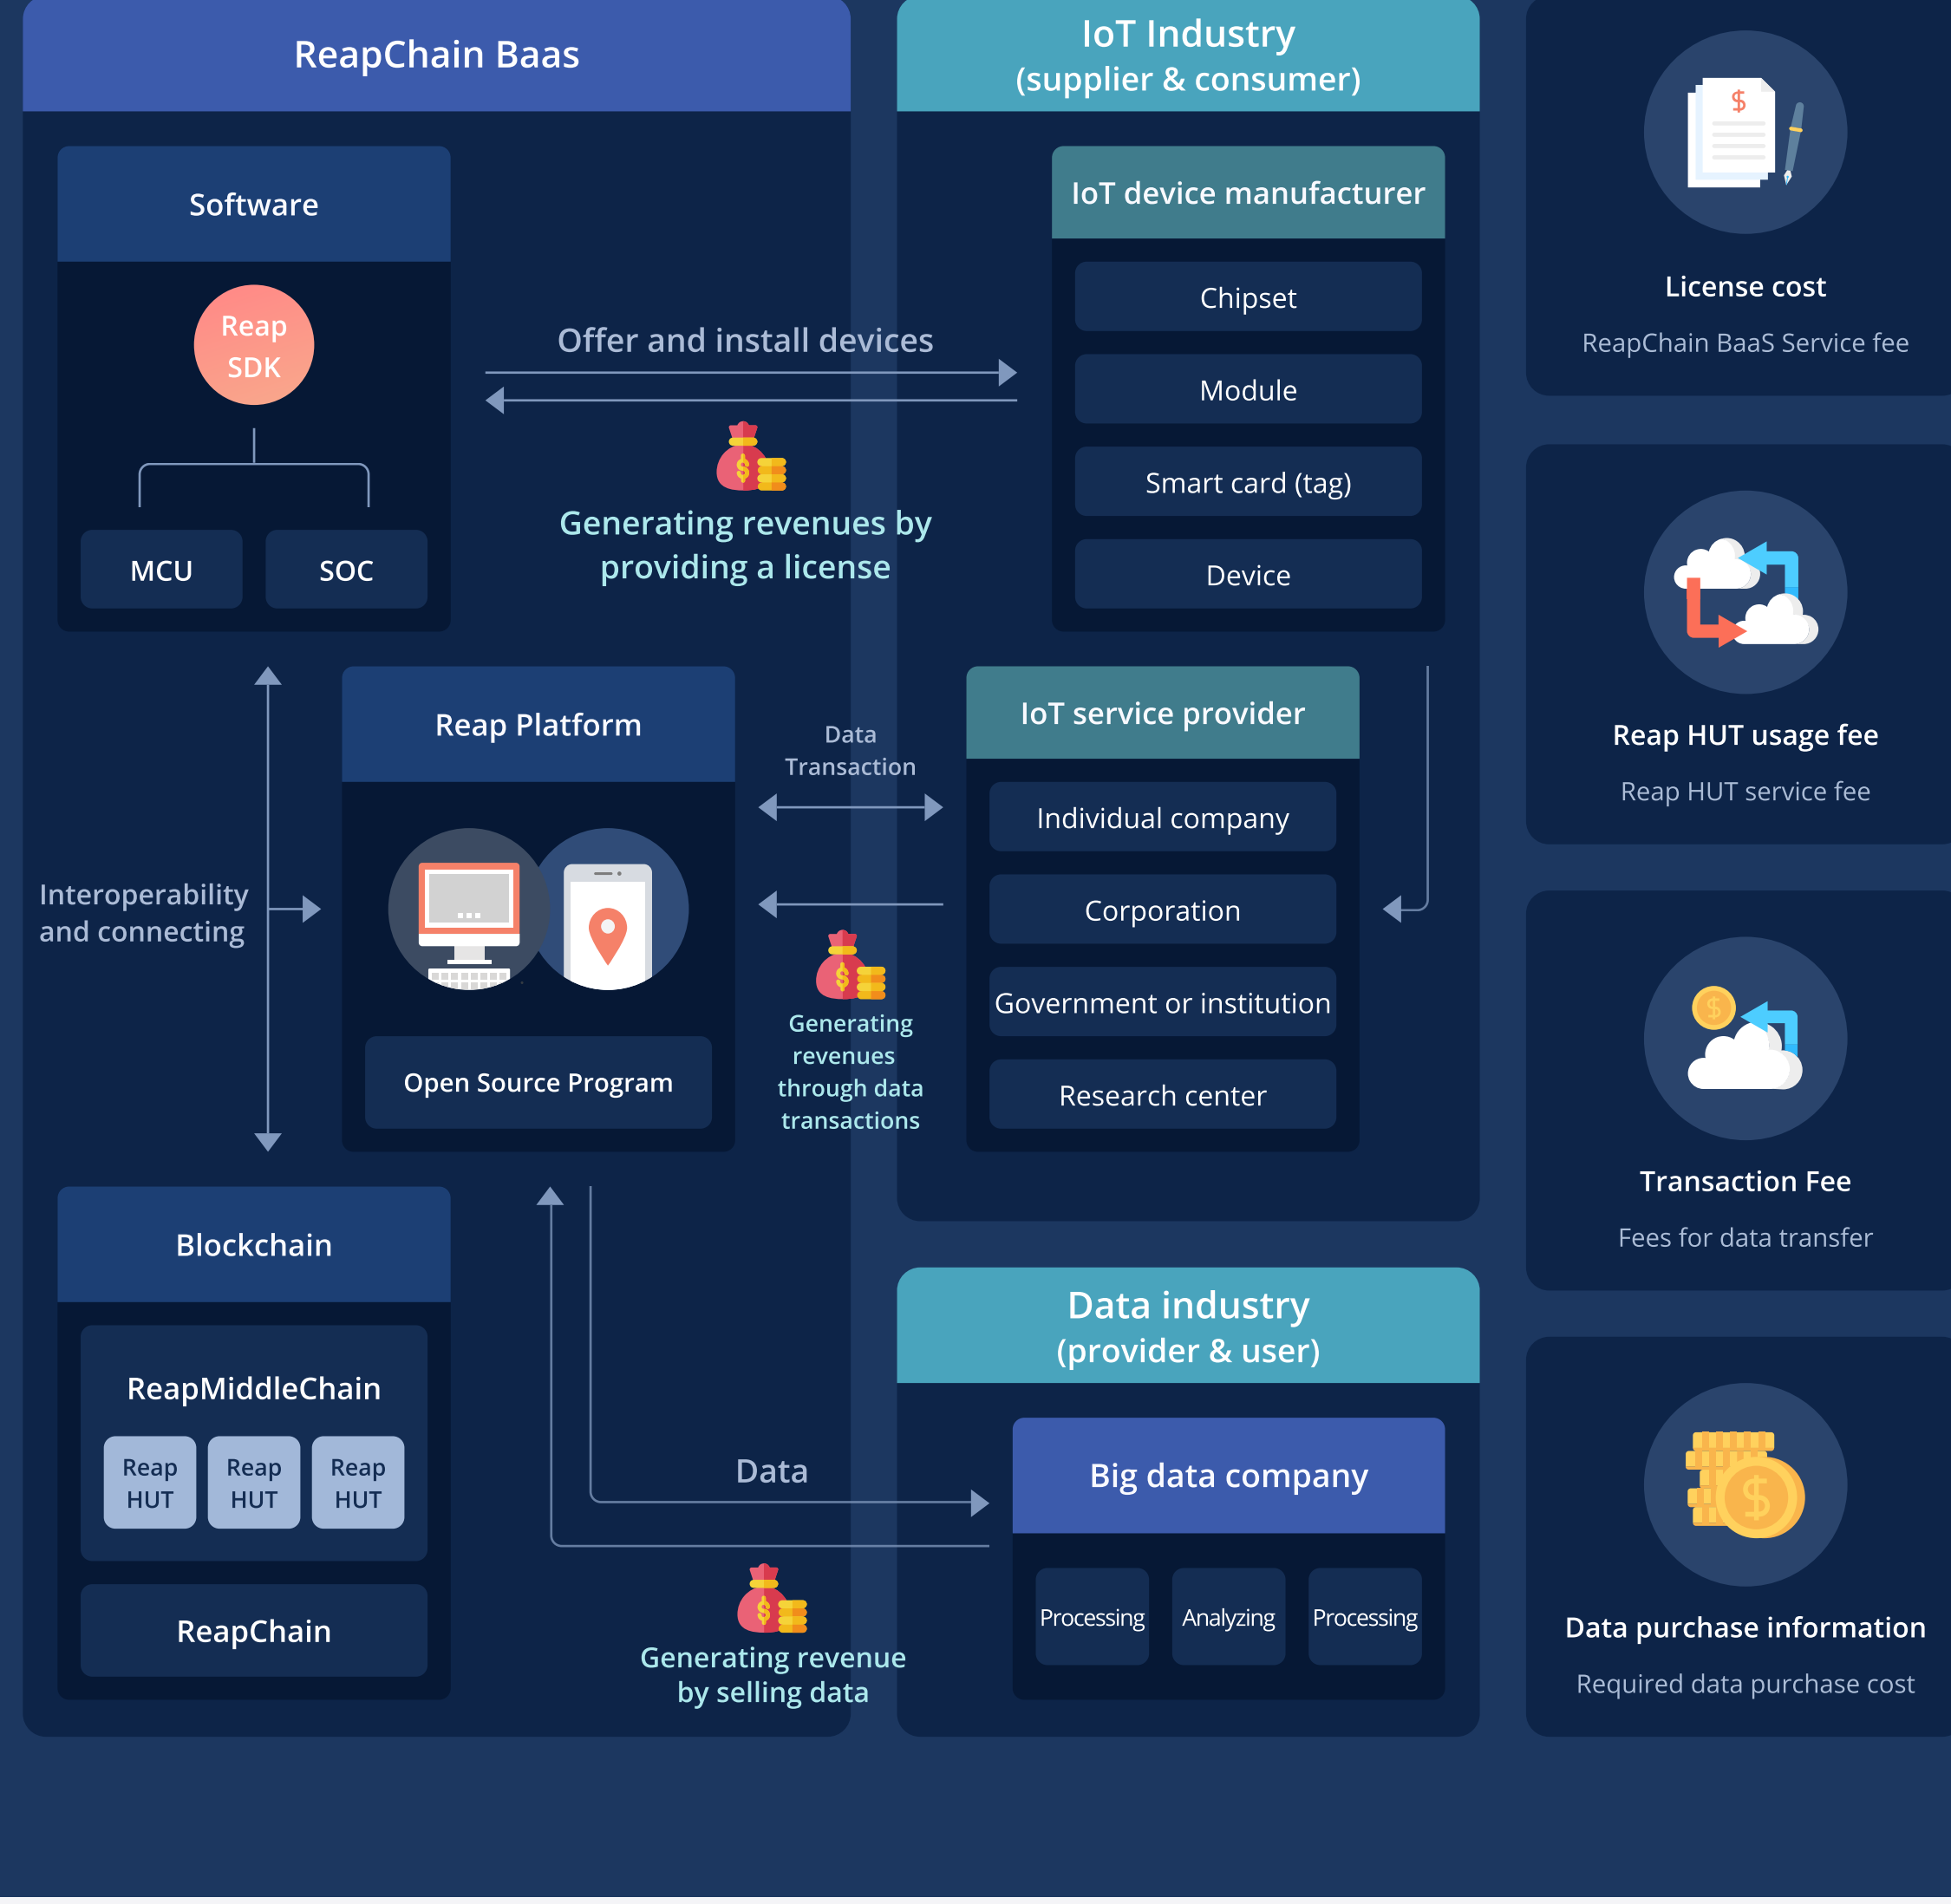 ReapChain Baas
Software
Reap
SDK
MCU
SOC
Offer and install devices
Generating revenues by
providing a license
Interoperability
and connecting
Reap Platform
Open Source Program
Data
Transaction
Generating
revenues
through data
transactions
Blockchain
ReapMiddleChain
Reap
HUT
Reap
HUT
Reap
HUT
ReapChain
Data
Generating revenue
by selling data
IoT Industry
(supplier & consumer)
IoT device manufacturer
Chipset
Module
Smart card (tag)
Device
IoT service provider
Individual company
Corporation
Government or institution
Research center
Data industry
(provider & user)
Big data company
Processing
Analyzing
Processing
$
License cost
ReapChain BaaS Service fee
Reap HUT usage fee
Reap HUT service fee
$
Transaction Fee
Fees for data transfer
$
Data purchase information
Required data purchase cost